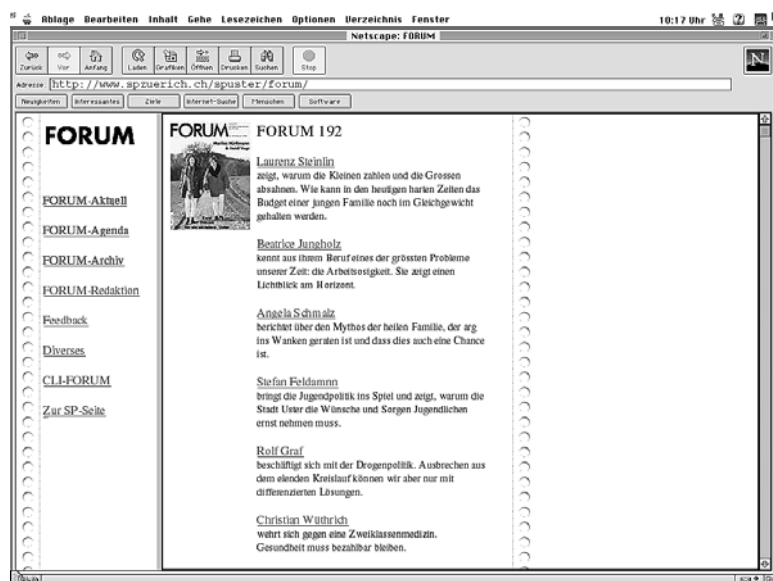 Ablage Bearbeiten Inhalt Gehe Lesezeichen Optionen Verzeichnis Fenster 10:17 Uhr
Netscape: FORUM
Zurück Vor Anfang Laden Grafiken Öffnen Drucken Suchen Stop
N
Adresse http://www.spzuerich.ch/spuster/forum/
Neuigkeiten Interessantes Ziele Internet-Suche Menschen Software
FORUM
FORUM-Aktuell
FORUM-Agenda
FORUM-Archiv
FORUM-Redaktion
Feedback
Diverses
CLI-FORUM
Zur SP-Seite
FORUM
FORUM 192
Laurenz Steinlin
zeigt, warum die Kleinen zahlen und die Grossen
absahnen. Wie kann in den heutigen harten Zeiten das
Budget einer jungen Familie noch im Gleichgewicht
gehalten werden.
Beatrice Jungholz
kennt aus ihrem Beruf eines der grössten Probleme
unserer Zeit: die Arbeitsosigkeit. Sie zeigt einen
Lichtblick am Horizont.
Angela Schmalz
berichtet über den Mythos der heilen Familie, der arg
ins Wanken geraten ist und dass dies auch eine Chance
ist.
Stefan Feldamnn
bringt die Jugendpolitik ins Spiel und zeigt, warum die
Stadt Uster die Wünsche und Sorgen Jugendlichen
ernst nehmen muss.
Rolf Graf
beschäftigt sich mit der Drogenpolitik. Ausbrechen aus
dem elenden Kreislauf können wir aber nur mit
differenzierten Lösungen.
Christian Wüthrich
wehrt sich gegen eine Zweiklassenmedizin.
Gesundheit muss bezahlbar bleiben.